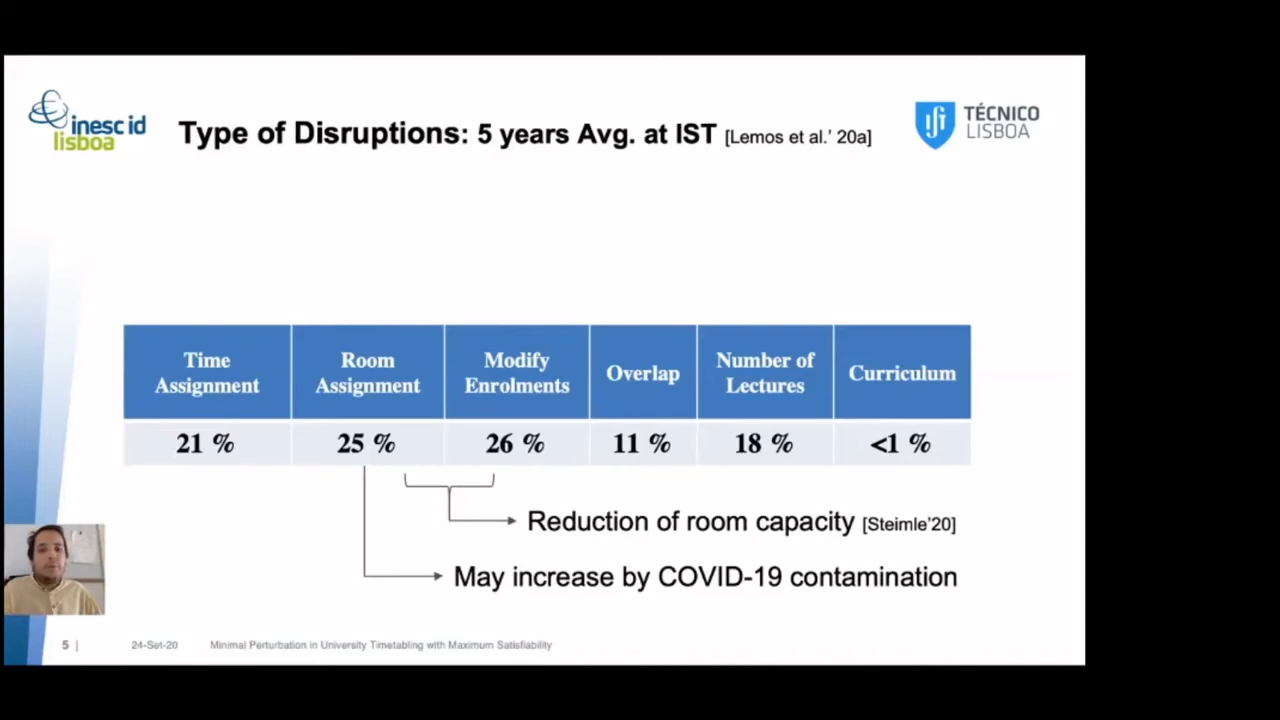 inesc id
lisboa
Type of Disruptions: 5 years Avg. at IST [Lemos et al.' 20a]
TÉCNICO
LISBOA
Time Assignment
Room Assignment
Modify Enrolments
Overlap
Number of Lectures
Curriculum
21 %
25 %
26 %
11 %
18 %
<1 %
Reduction of room capacity [Steimle'20]
May increase by COVID-19 contamination
5 |
24-Set-20
Minimal Perturbation in University Timetabling with Maximum Satisfiability